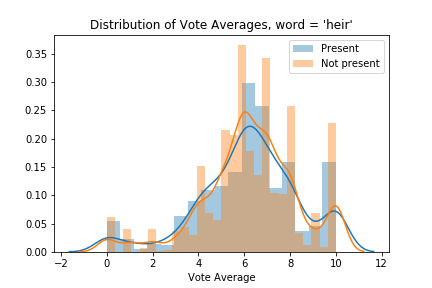 Distribution of Vote Averages, word = 'heir'
Present
Not present
0.35
0.30
0.25
0.20
0.15
0.10
0.05
0.00
−2 0 2 4 6 8 10 12
Vote Average